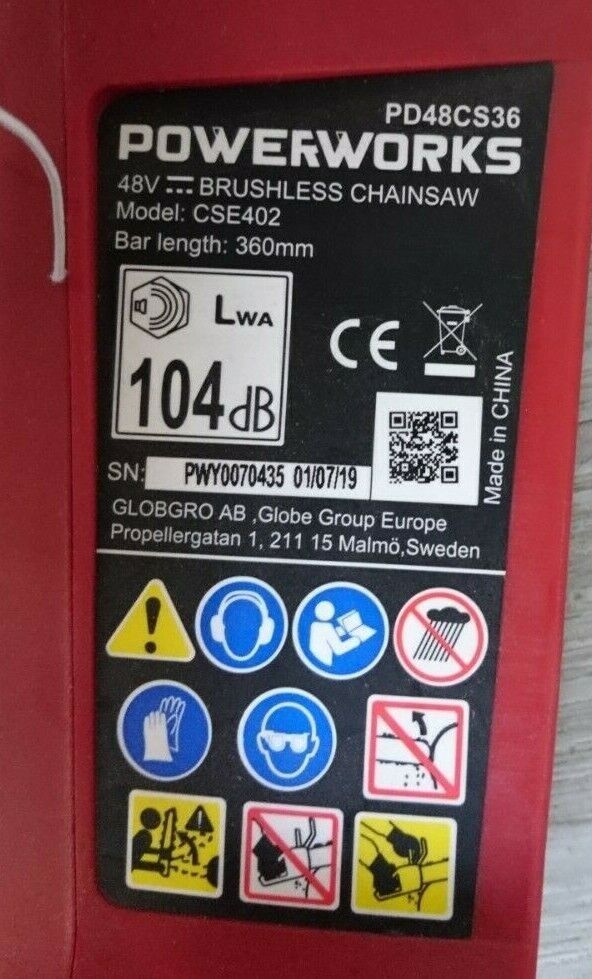 PD48CS36
POWERWORKS
48V ⎓ BRUSHLESS CHAINSAW
Model: CSE402
Bar length: 360mm
LWA
104dB
CE
Made in CHINA
SN: PWY0070435 01/07/19
GLOBGRO AB ,Globe Group Europe
Propellergatan 1, 211 15 Malmö,Sweden